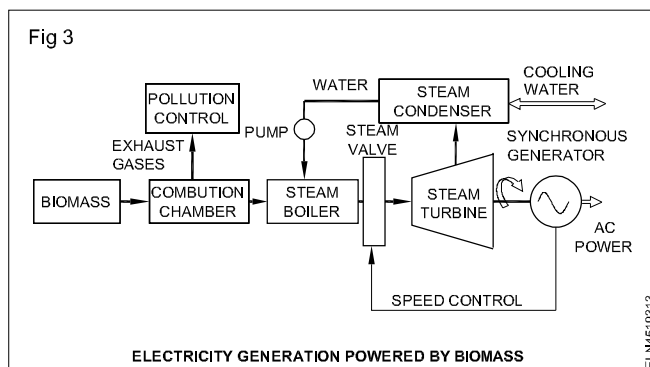 Fig 3
POLLUTION
CONTROL
EXHAUST
GASES
BIOMASS
COMBUTION
CHAMBER
WATER
PUMP
STEAM
BOILER
STEAM
VALVE
STEAM
CONDENSER
COOLING
WATER
STEAM
TURBINE
SYNCHRONOUS
GENERATOR
AC
POWER
SPEED CONTROL
ELECTRICITY GENERATION POWERED BY BIOMASS